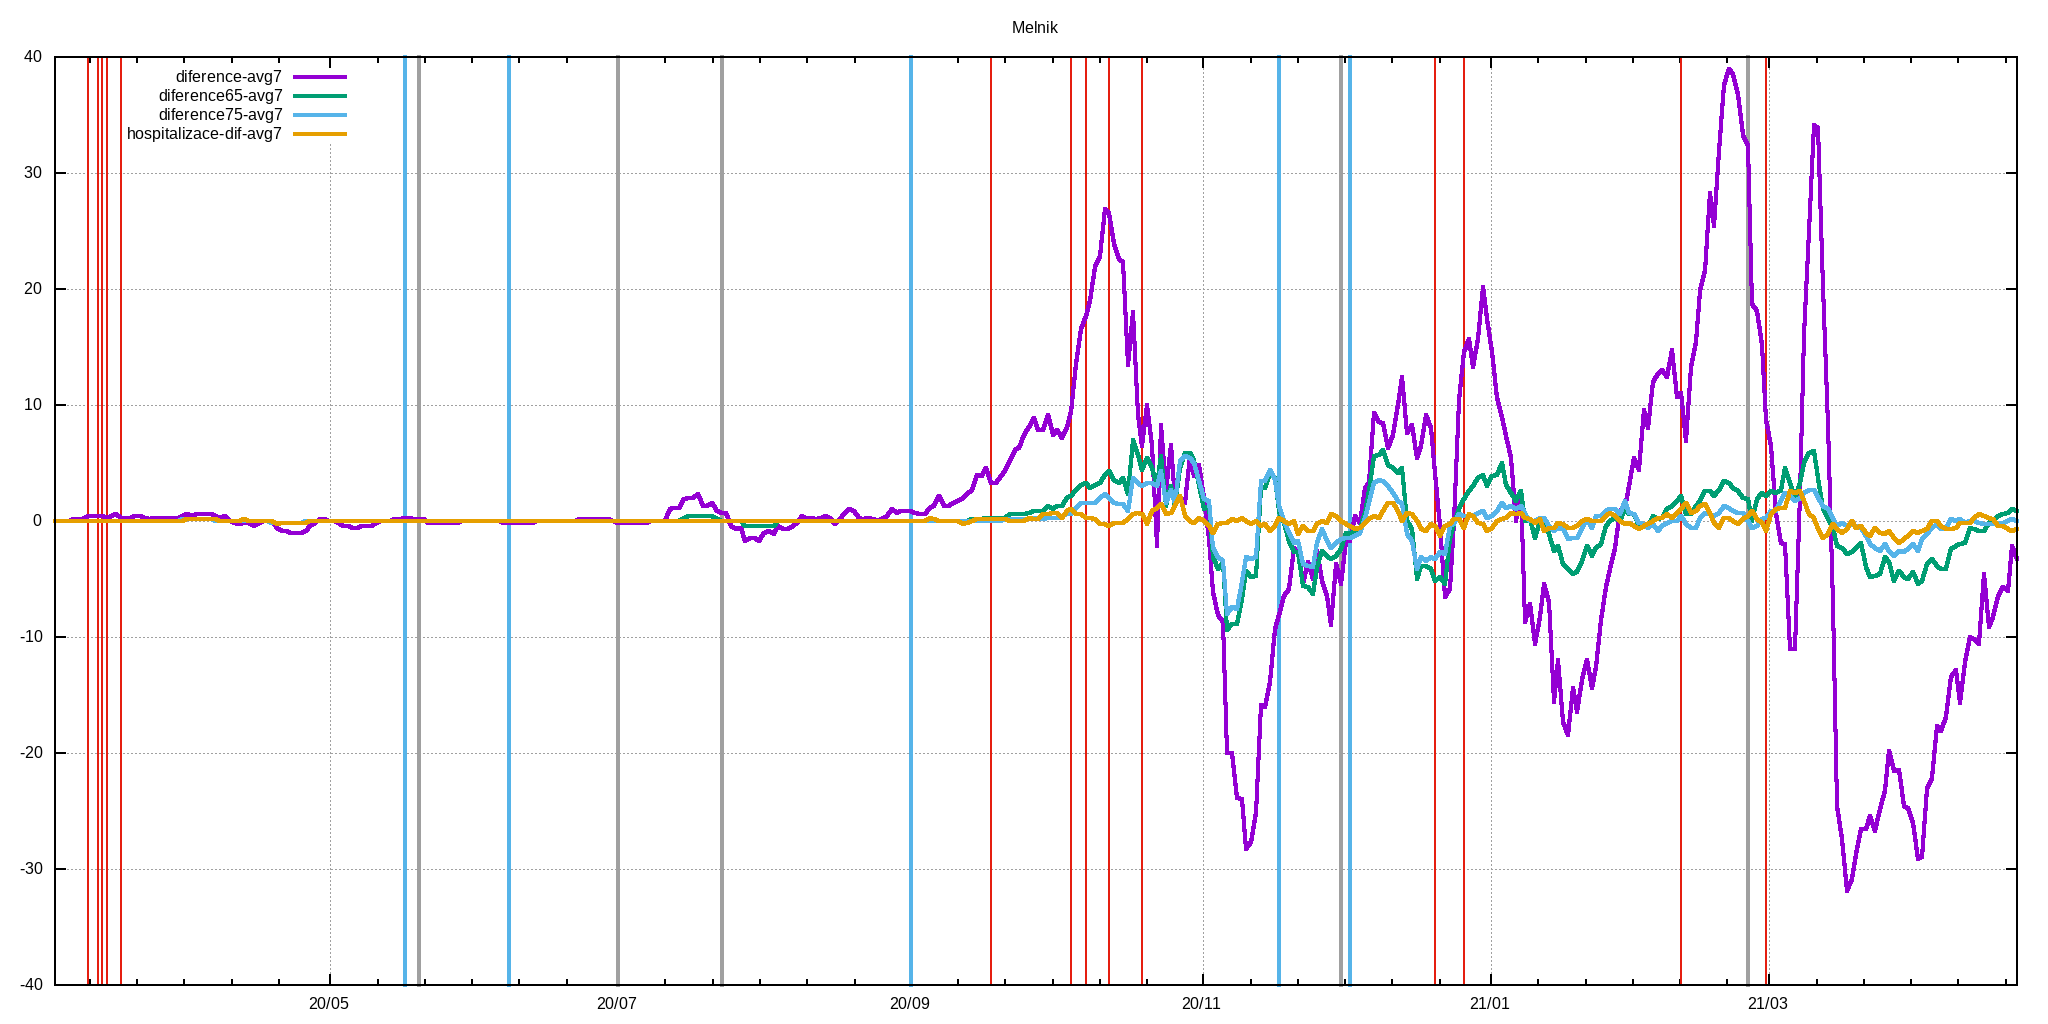 Melnik
diference-avg7
diference65-avg7
diference75-avg7
hospitalizace-dif-avg7
40
30
20
10
0
-10
-20
-30
-40
20/05 20/07 20/09 20/11 21/01 21/03